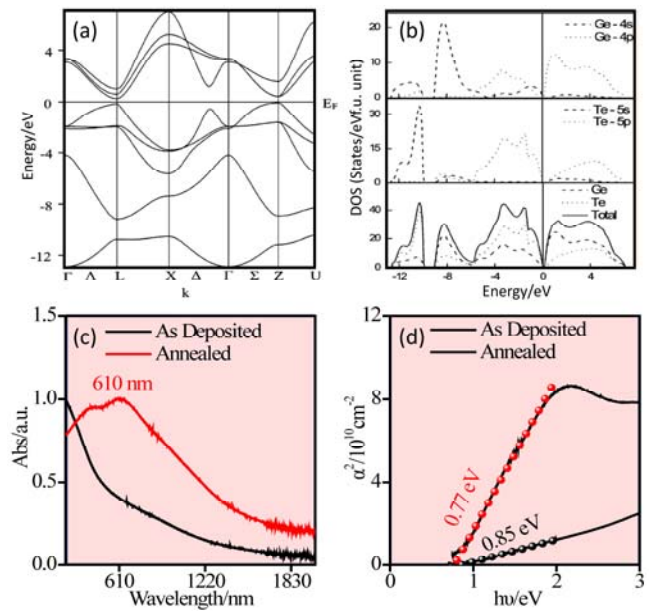 (a)
4
0
-4
-8
-12
Energy/eV
E_F
Γ Λ L X Δ Γ Σ Z U
k
(b)
Ge - 4s
Ge - 4p
20
10
0
Te - 5s
Te - 5p
30
20
10
0
Ge
Te
Total
40
20
0
DOS (States/eVf.u. unit)
-12 -8 -4 0 4 8
Energy/eV
(c)
As Deposited
Annealed
610 nm
1.5
1.0
0.5
0.0
Abs/a.u.
610 1220 1830
Wavelength/nm
(d)
As Deposited
Annealed
12
8
4
0
α²/10¹⁰cm⁻²
0.77 eV
0.85 eV
0 1 2 3
hυ/eV